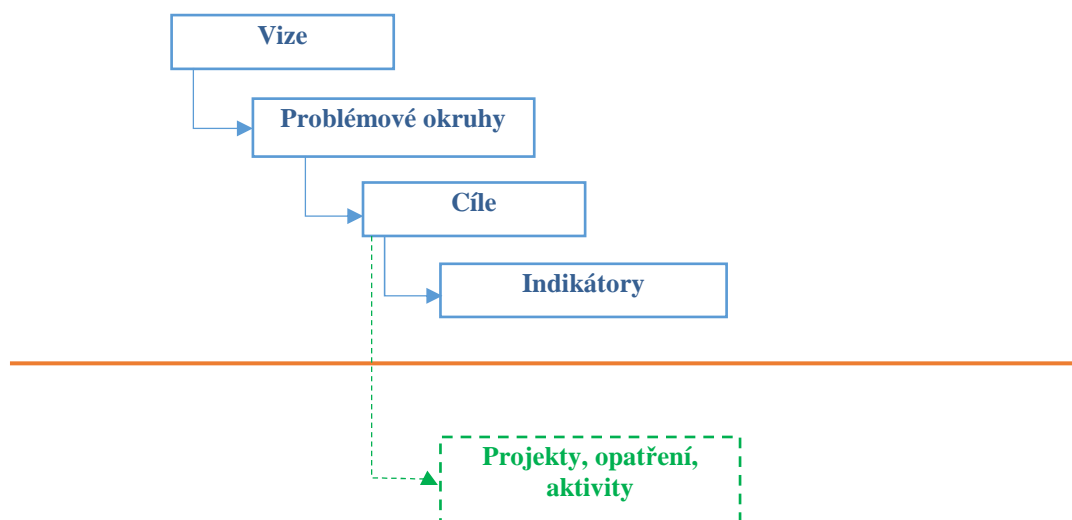 Vize
Problémové okruhy
Cíle
Indikátory
Projekty, opatření,
aktivity